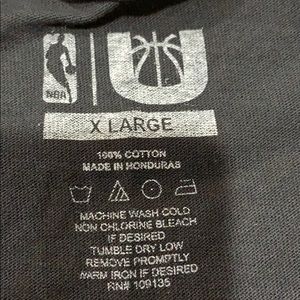 NBA
X LARGE
100% COTTON
MADE IN HONDURAS
MACHINE WASH COLD
NON CHLORINE BLEACH
IF DESIRED
TUMBLE DRY LOW
REMOVE PROMPTLY
WARM IRON IF DESIRED
RN# 109135